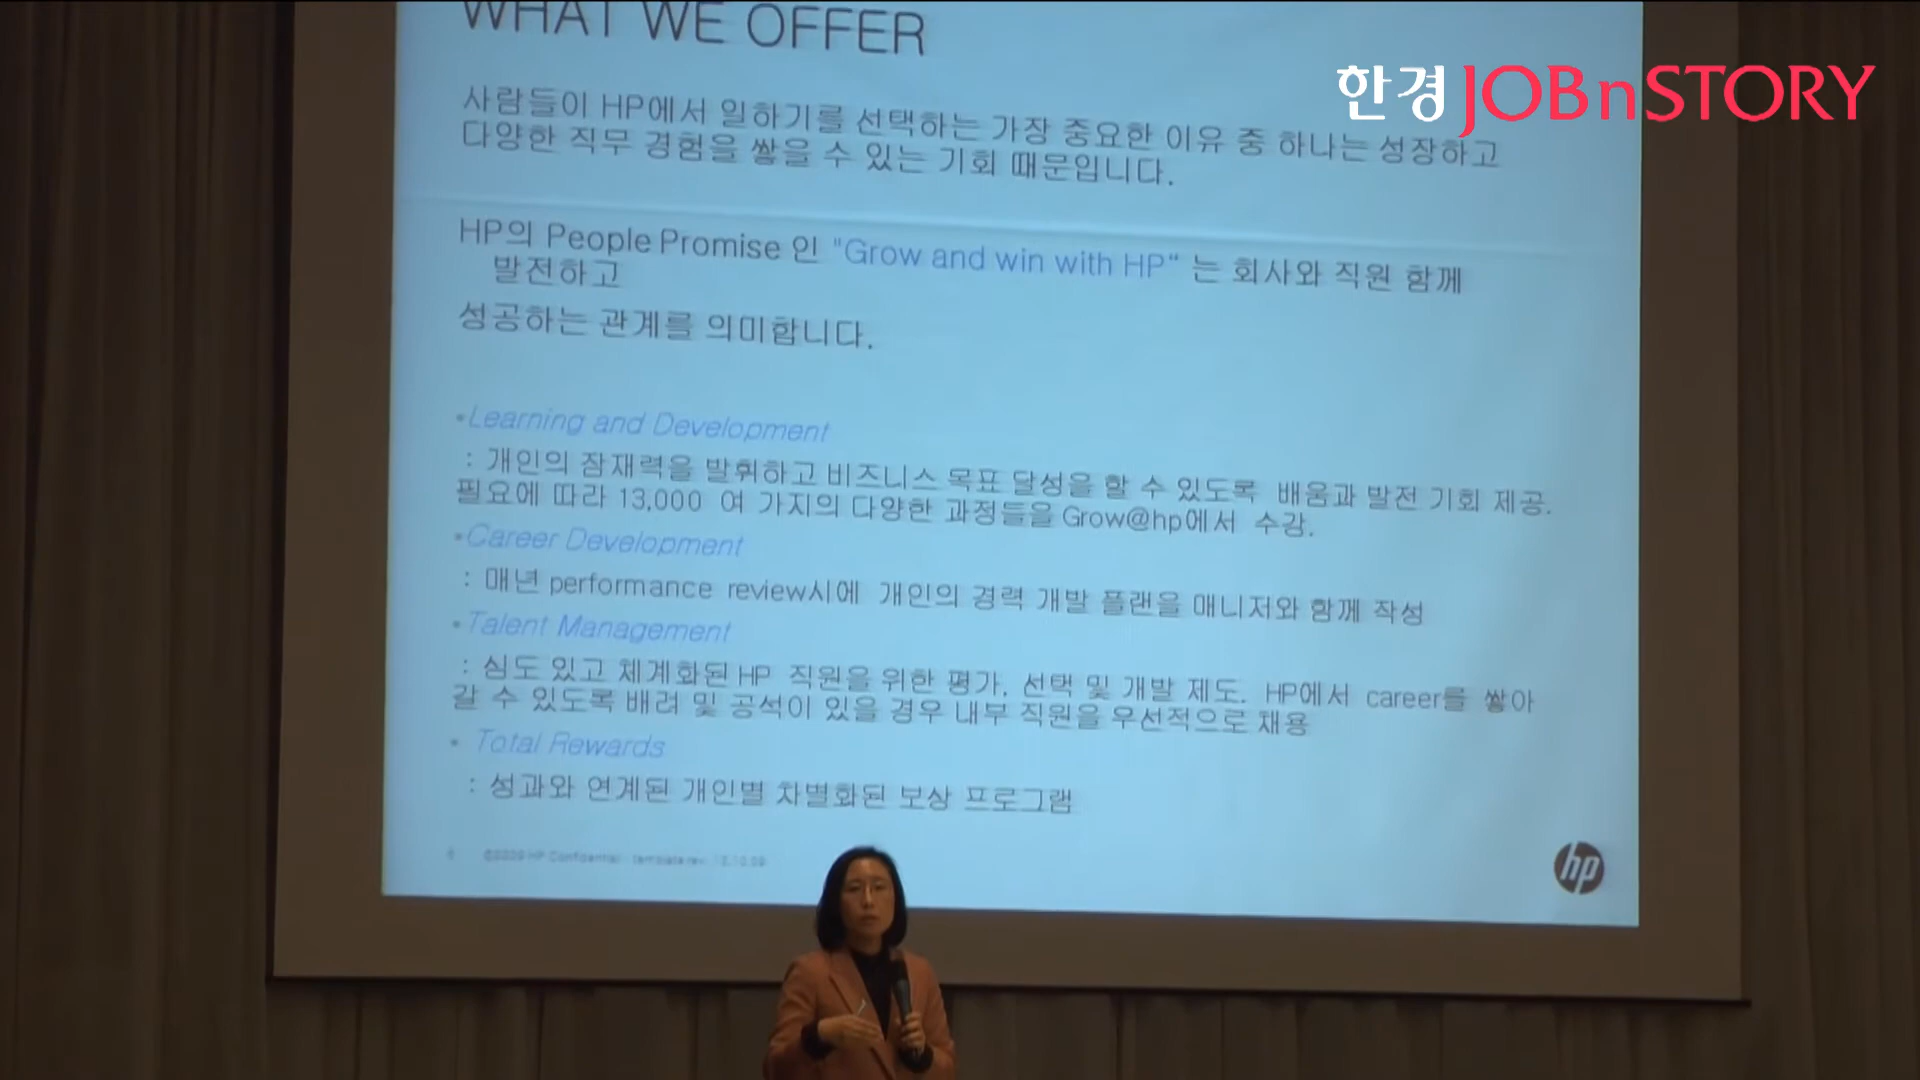 WHAT WE OFFER
한경 JOBnSTORY
사람들이 HP에서 일하기를 선택하는 가장 중요한 이유 중 하나는 성장하고
다양한 직무 경험을 쌓을 수 있는 기회 때문입니다.
HP의 People Promise 인 "Grow and win with HP" 는 회사와 직원 함께
발전하고
성공하는 관계를 의미합니다.
•Learning and Development
: 개인의 잠재력을 발휘하고 비즈니스 목표 달성을 할 수 있도록 배움과 발전 기회 제공.
필요에 따라 13,000 여 가지의 다양한 과정들을 Grow@hp에서 수강.
•Career Development
: 매년 performance review시에 개인의 경력 개발 플랜을 매니저와 함께 작성
•Talent Management
: 심도 있고 체계화된 HP 직원을 위한 평가, 선택 및 개발 제도. HP에서 career를 쌓아
갈 수 있도록 배려 및 공석이 있을 경우 내부 직원을 우선적으로 채용
• Total Rewards
: 성과와 연계된 개인별 차별화된 보상 프로그램
HP Confidential template rev.
hp